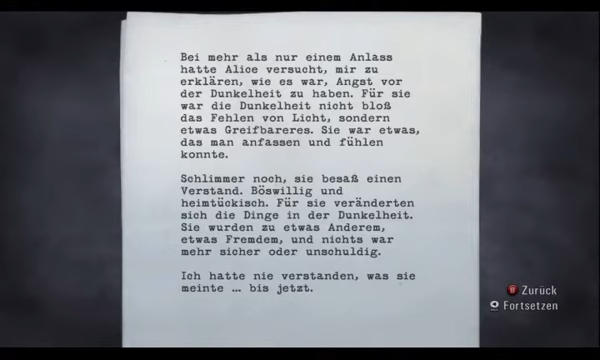 Bei mehr als nur einem Anlass
hatte Alice versucht, mir zu
erklären, wie es war, Angst vor
der Dunkelheit zu haben. Für sie
war die Dunkelheit nicht bloß
das Fehlen von Licht, sondern
etwas Greifbareres. Sie war etwas,
das man anfassen und fühlen
konnte.
Schlimmer noch, sie besaß einen
Verstand. Böswillig und
heimtückisch. Für sie veränderten
sich die Dinge in der Dunkelheit.
Sie wurden zu etwas Anderem,
etwas Fremdem, und nichts war
mehr sicher oder unschuldig.
Ich hatte nie verstanden, was sie
meinte … bis jetzt.
Zurück
Fortsetzen